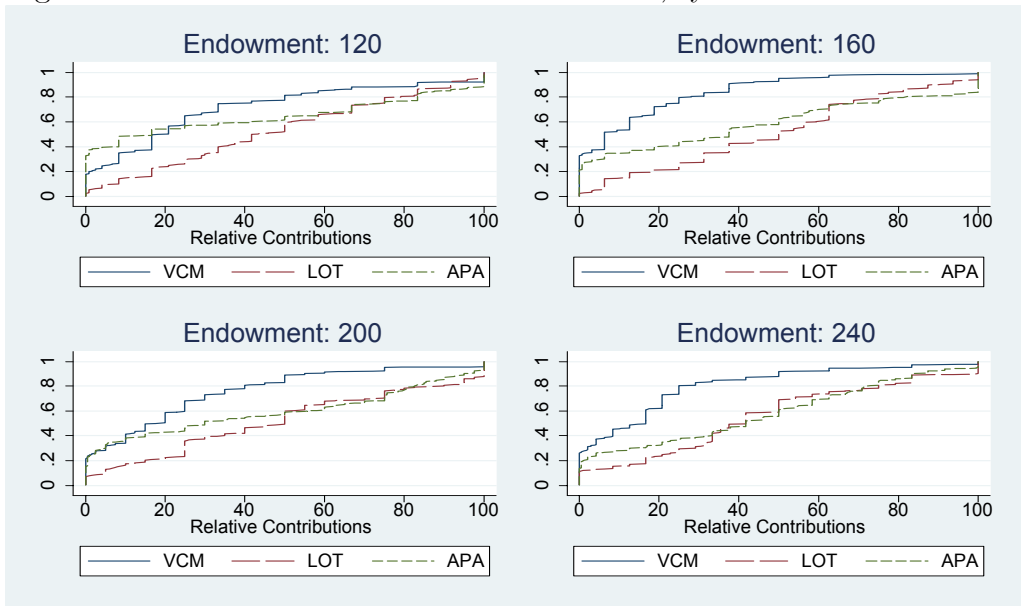 Endowment: 120
0 .2 .4 .6 .8 1
0 20 40 60 80 100
Relative Contributions
VCM LOT APA
Endowment: 160
0 .2 .4 .6 .8 1
0 20 40 60 80 100
Relative Contributions
VCM LOT APA
Endowment: 200
0 .2 .4 .6 .8 1
0 20 40 60 80 100
Relative Contributions
VCM LOT APA
Endowment: 240
0 .2 .4 .6 .8 1
0 20 40 60 80 100
Relative Contributions
VCM LOT APA